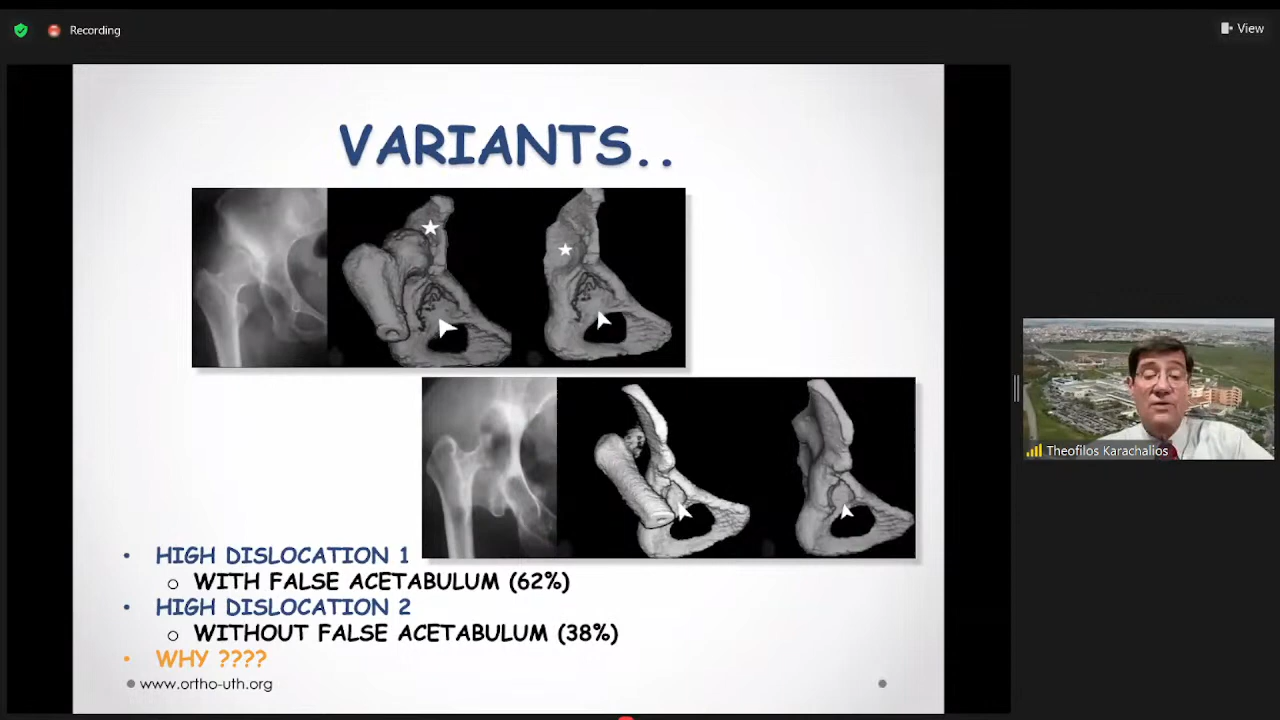 Recording
View
VARIANTS..
HIGH DISLOCATION 1
WITH FALSE ACETABULUM (62%)
HIGH DISLOCATION 2
WITHOUT FALSE ACETABULUM (38%)
WHY ????
www.ortho-uth.org
Theofilos Karachalios